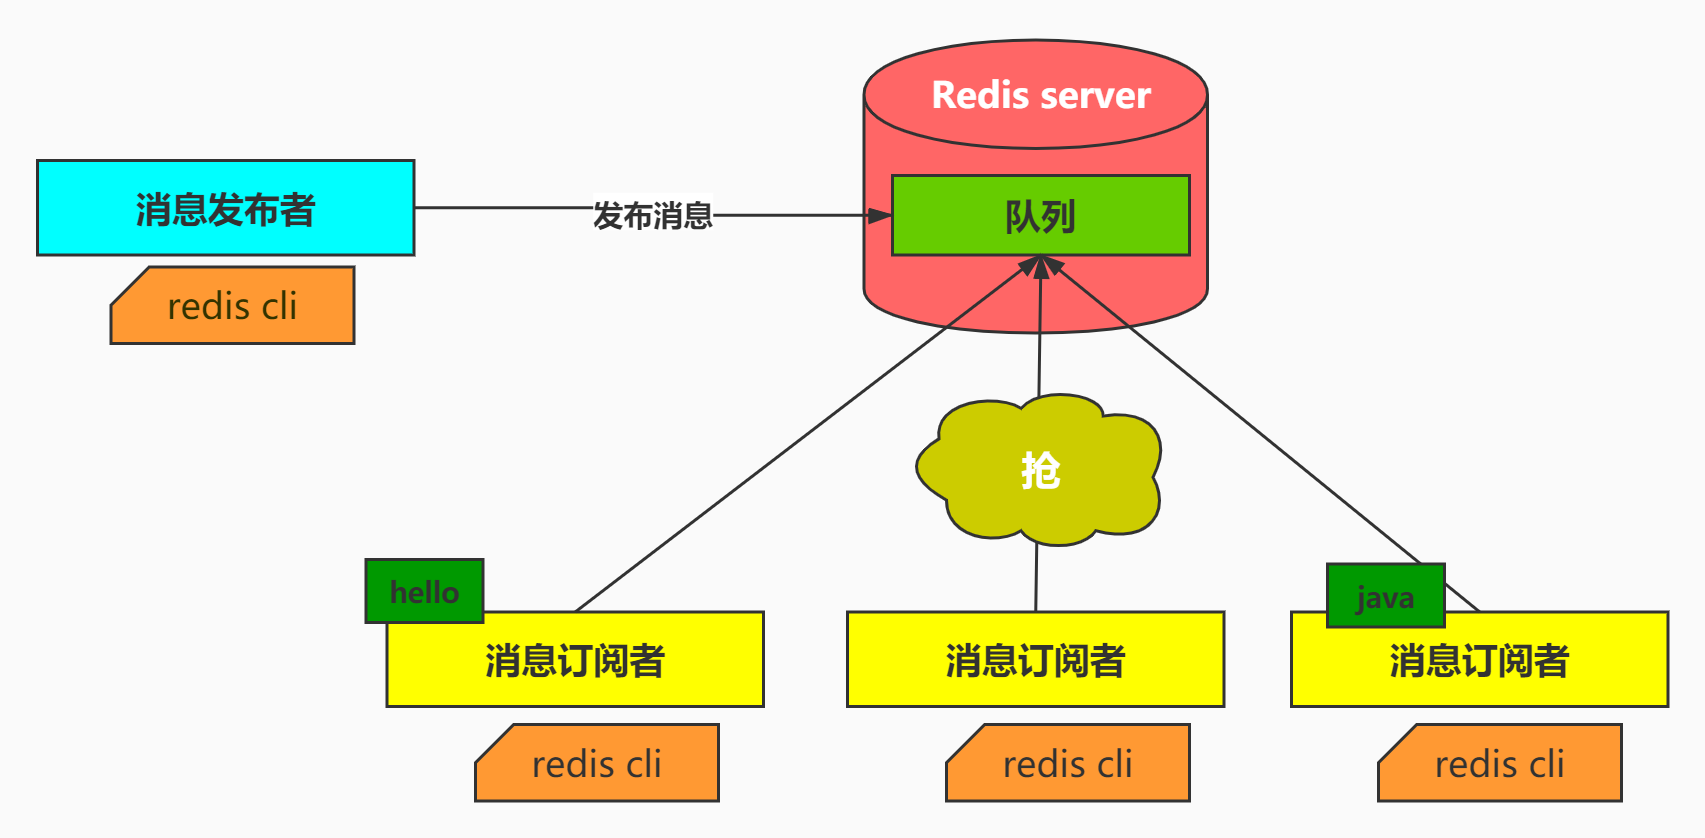 Redis server
消息发布者
发布消息
队列
redis cli
抢
hello
java
消息订阅者
消息订阅者
消息订阅者
redis cli
redis cli
redis cli